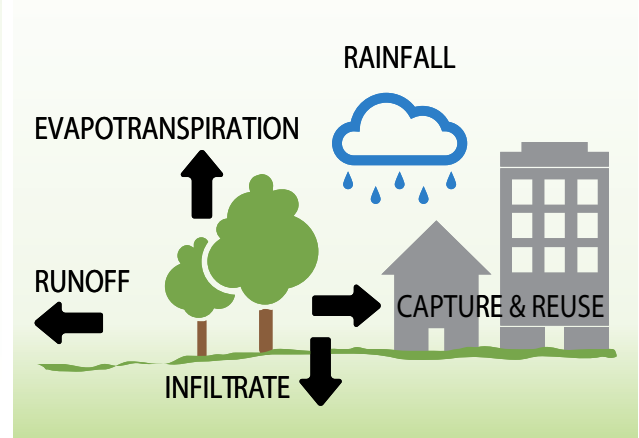 RAINFALL
EVAPOTRANSPIRATION
RUNOFF
CAPTURE & REUSE
INFILTRATE